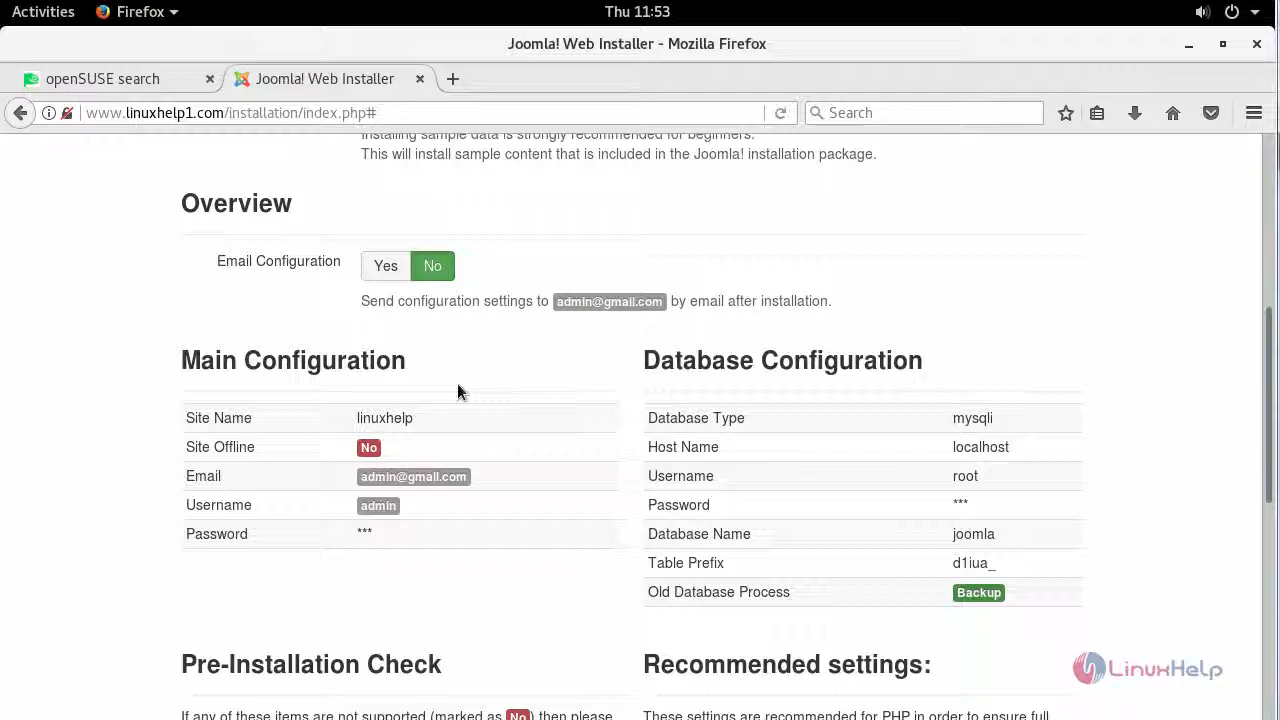 Activities Firefox Thu 11:53
Joomla! Web Installer - Mozilla Firefox
openSUSE search Joomla! Web Installer
www.linuxhelp1.com/installation/index.php# Search
Installing sample data is strongly recommended for beginners.
This will install sample content that is included in the Joomla! installation package.
Overview
Email Configuration Yes No
Send configuration settings to admin@gmail.com by email after installation.
Main Configuration
Site Name linuxhelp
Site Offline No
Email admin@gmail.com
Username admin
Password ***
Database Configuration
Database Type mysqli
Host Name localhost
Username root
Password ***
Database Name joomla
Table Prefix d1iua_
Old Database Process Backup
Pre-Installation Check
If any of these items are not supported (marked as No) then please
Recommended settings:
These settings are recommended for PHP in order to ensure full
LinuxHelp